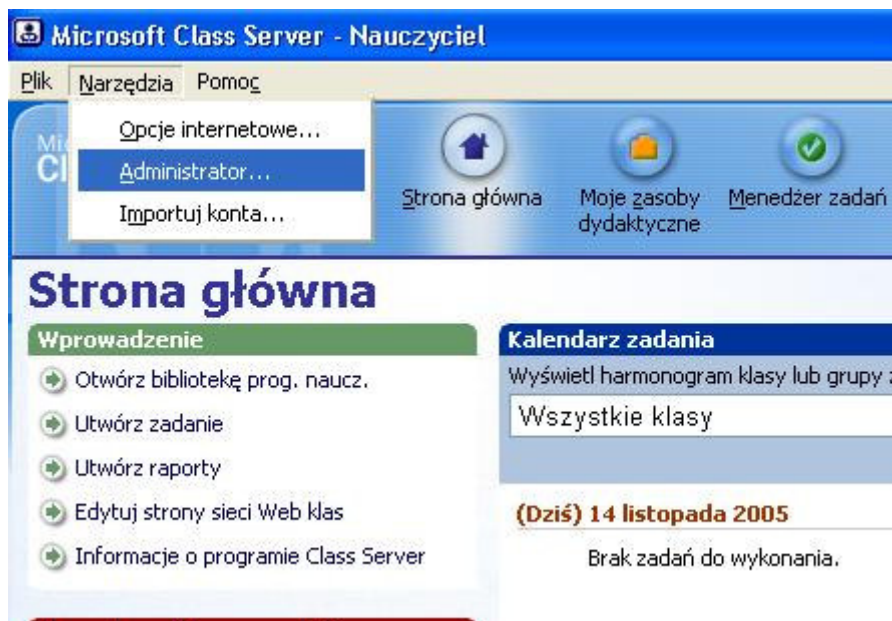 Microsoft Class Server - Nauczyciel
Plik Narzędzia Pomoc
Opcje internetowe...
Administrator...
Importuj konta...
Strona główna
Moje zasoby
dydaktyczne
Menedżer zadań
Strona główna
Wprowadzenie
Otwórz bibliotekę prog. naucz.
Utwórz zadanie
Utwórz raporty
Edytuj strony sieci Web klas
Informacje o programie Class Server
Kalendarz zadania
Wyświetl harmonogram klasy lub grupy
Wszystkie klasy
(Dziś) 14 listopada 2005
Brak zadań do wykonania.